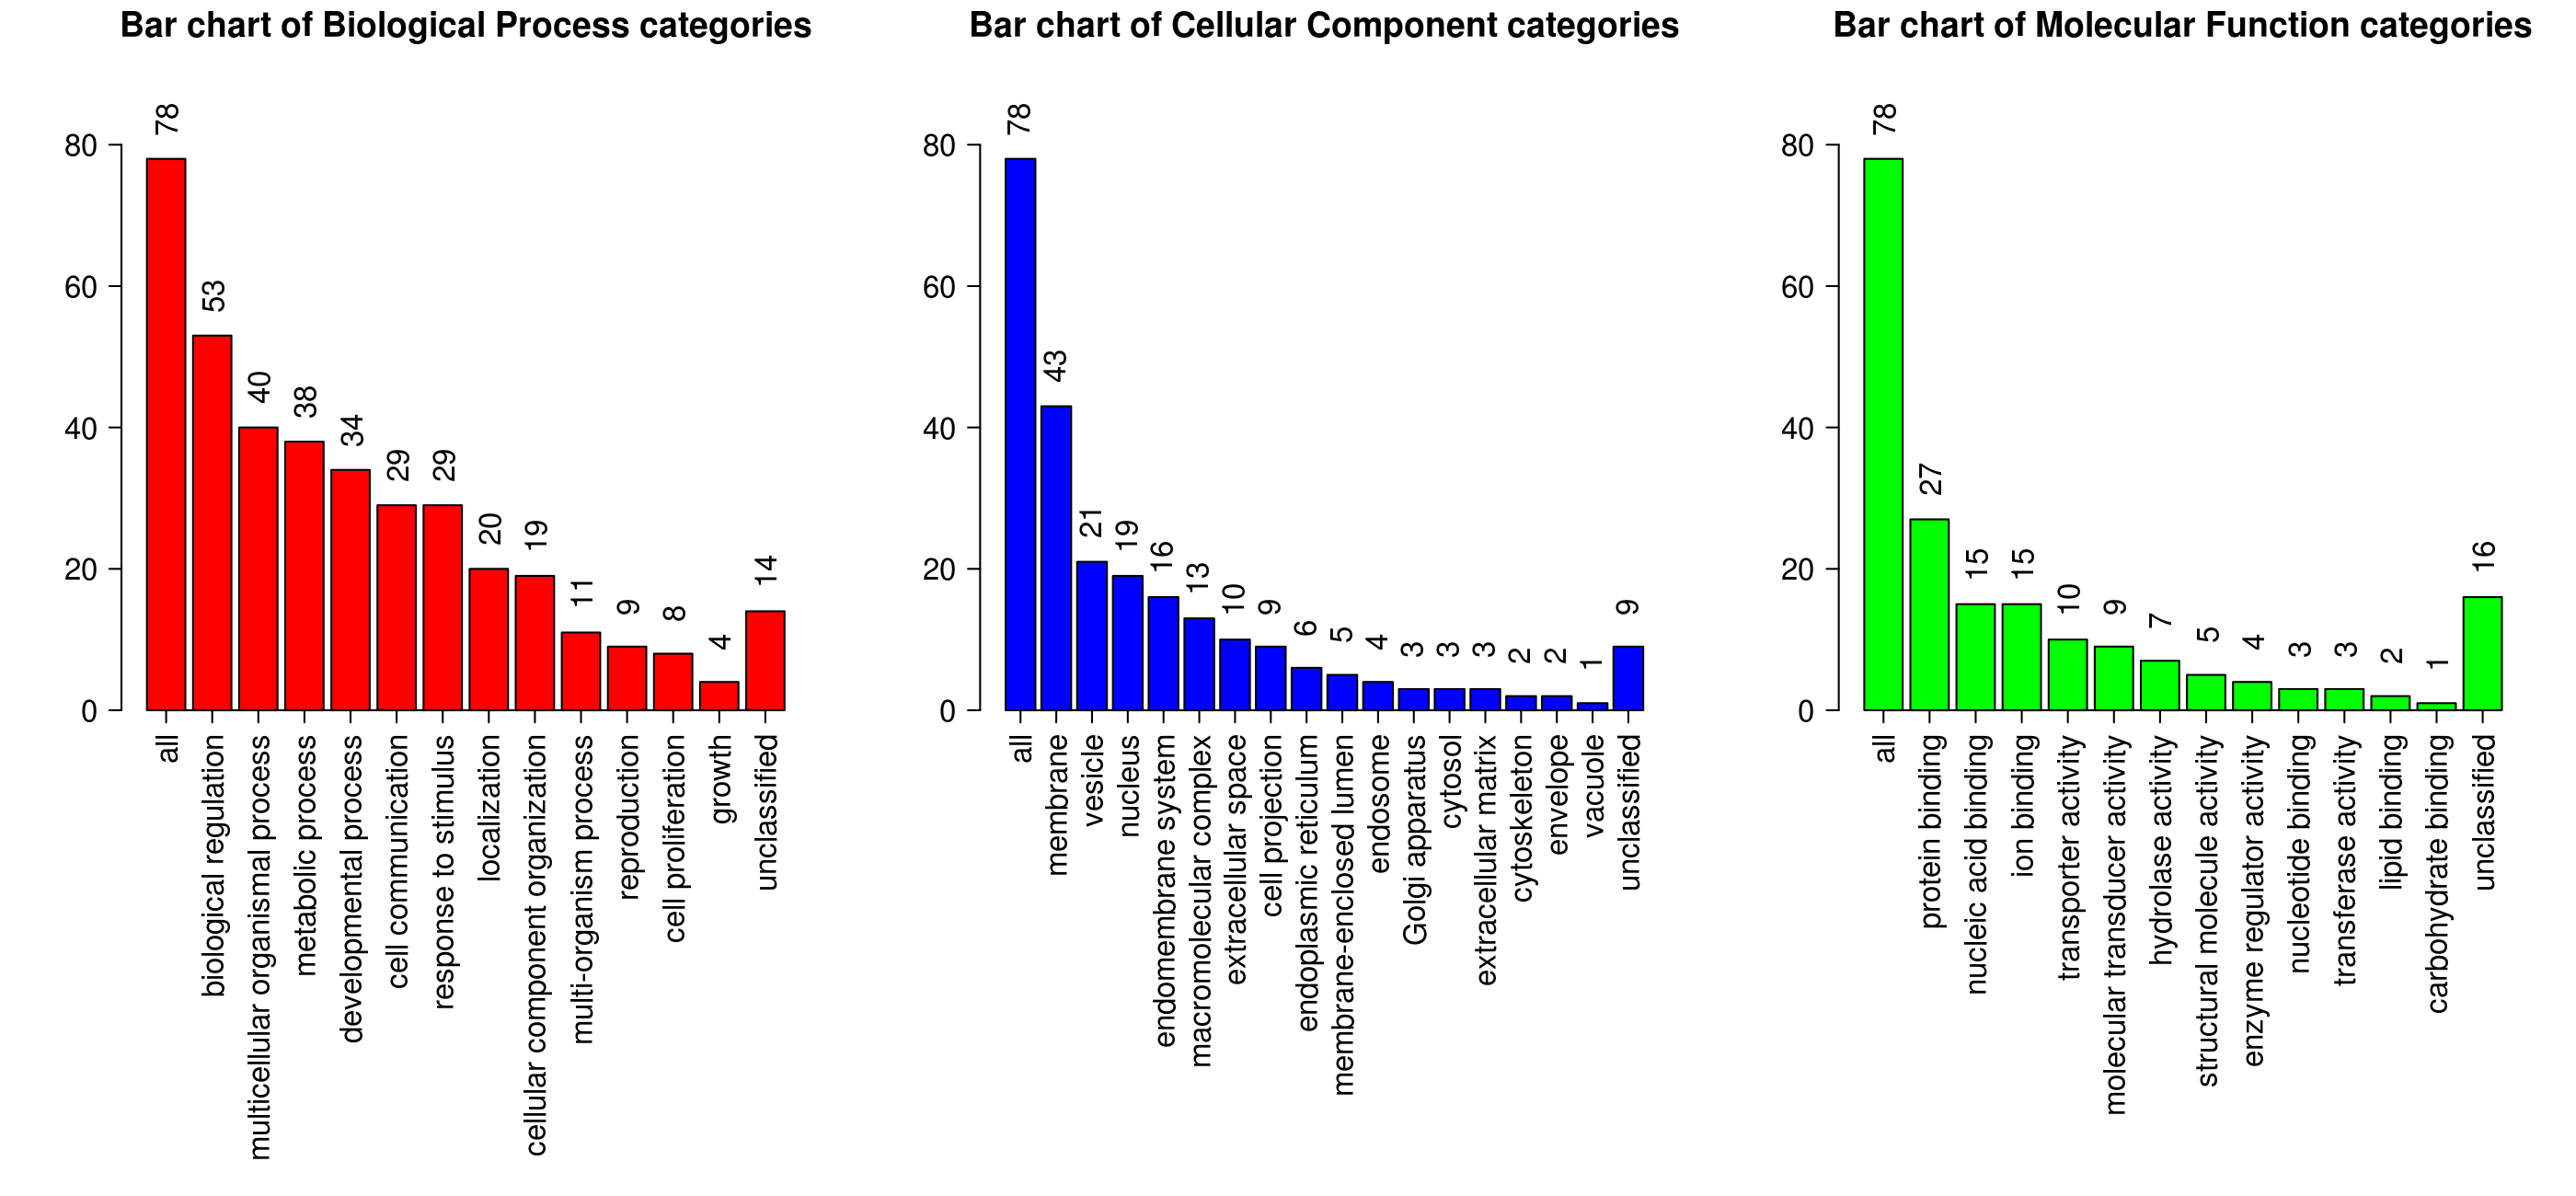 Bar chart of Biological Process categories
80
60
40
20
0
78
53
40
38
34
29
29
20
19
11
9
8
4
14
all
biological regulation
multicellular organismal process
metabolic process
developmental process
cell communication
response to stimulus
localization
cellular component organization
multi-organism process
reproduction
cell proliferation
growth
unclassified
Bar chart of Cellular Component categories
80
60
40
20
0
78
43
21
19
16
13
10
9
6
5
4
3
3
3
2
2
1
9
all
membrane
vesicle
nucleus
endomembrane system
macromolecular complex
extracellular space
cell projection
endoplasmic reticulum
membrane-enclosed lumen
endosome
Golgi apparatus
cytosol
extracellular matrix
cytoskeleton
envelope
vacuole
unclassified
Bar chart of Molecular Function categories
80
60
40
20
0
78
27
15
15
10
9
7
5
4
3
3
2
1
16
all
protein binding
nucleic acid binding
ion binding
transporter activity
molecular transducer activity
hydrolase activity
structural molecule activity
enzyme regulator activity
nucleotide binding
transferase activity
lipid binding
carbohydrate binding
unclassified